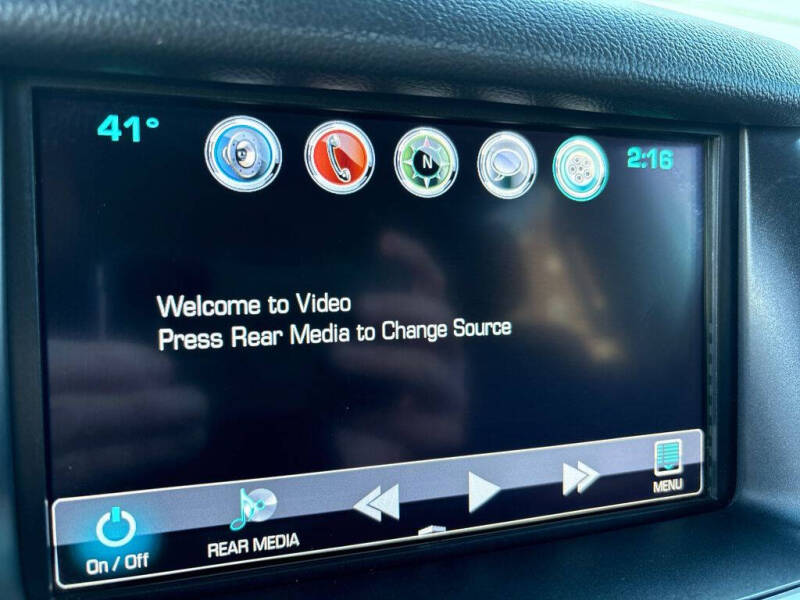 41°
N
2:16
Welcome to Video
Press Rear Media to Change Source
On / Off
REAR MEDIA
MENU